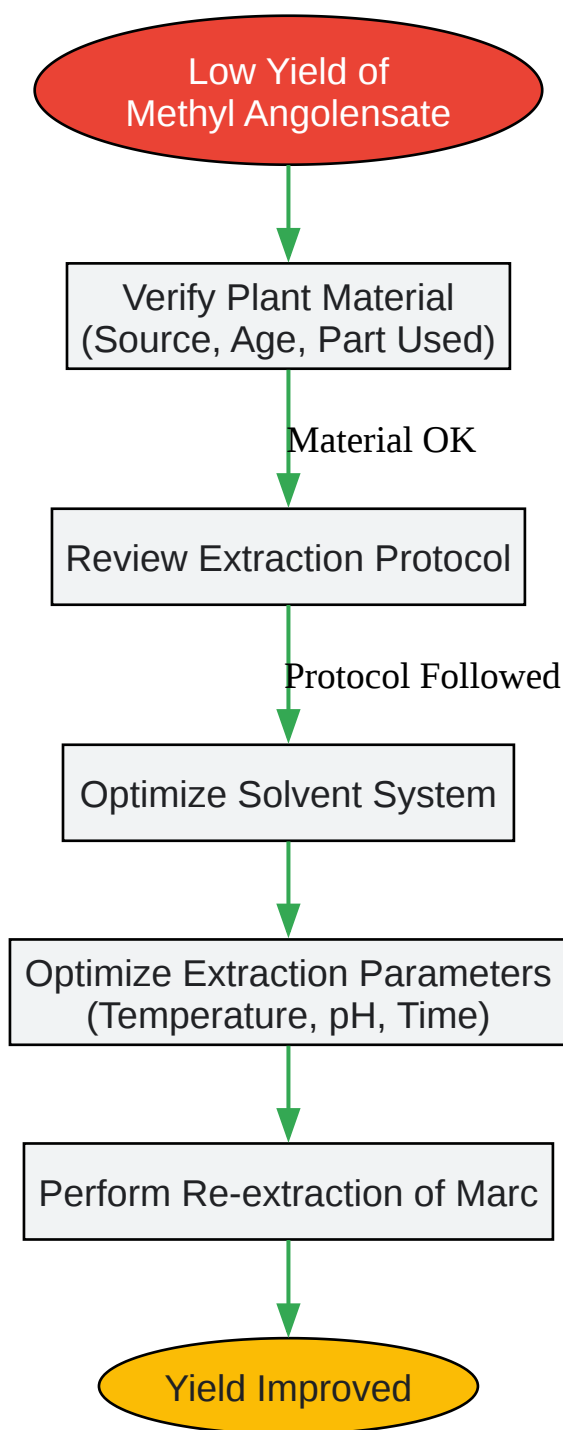 Low Yield of
Methyl Angolensate
Verify Plant Material
(Source, Age, Part Used)
Material OK
Review Extraction Protocol
Protocol Followed
Optimize Solvent System
Optimize Extraction Parameters
(Temperature, pH, Time)
Perform Re-extraction of Marc
Yield Improved